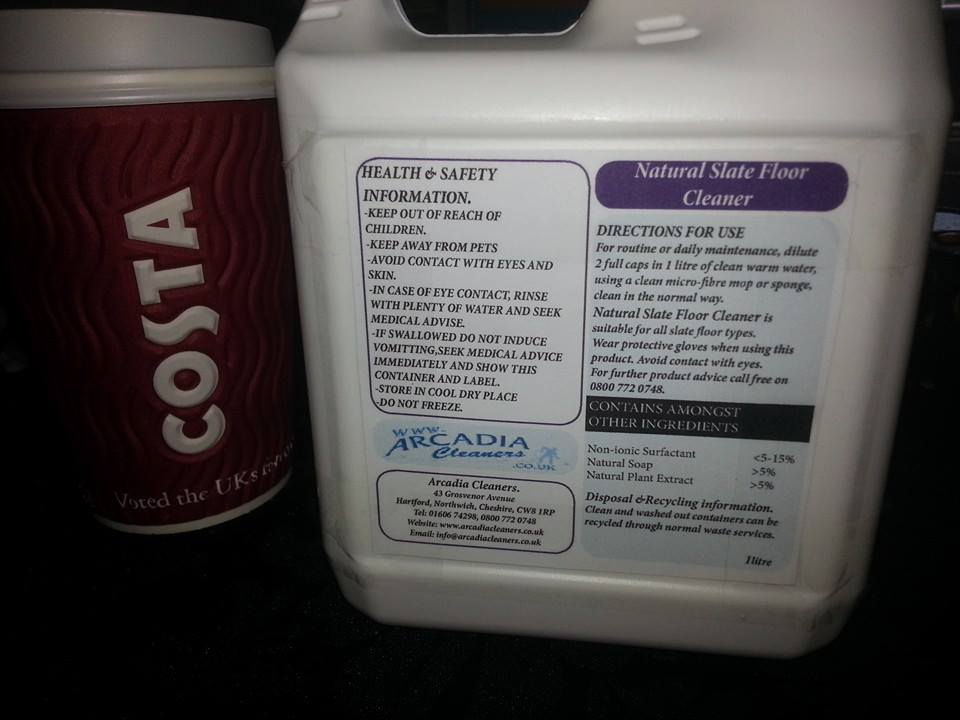 COSTA
Voted the UK's
HEALTH & SAFETY
INFORMATION.
-KEEP OUT OF REACH OF
CHILDREN.
-KEEP AWAY FROM PETS
-AVOID CONTACT WITH EYES AND
SKIN.
-IN CASE OF EYE CONTACT, RINSE
WITH PLENTY OF WATER AND SEEK
MEDICAL ADVISE.
-IF SWALLOWED DO NOT INDUCE
VOMITTING,SEEK MEDICAL ADVICE
IMMEDIATELY AND SHOW THIS
CONTAINER AND LABEL.
-STORE IN COOL DRY PLACE
-DO NOT FREEZE.
www.
ARCADIA
Cleaners
.CO.UK
Arcadia Cleaners.
43 Grosvenor Avenue
Hartford, Northwich, Cheshire, CW8 1RP
Tel: 01606 74298, 0800 772 0748
Website: www.arcadiacleaners.co.uk
Email: info@arcadiacleaners.co.uk
Natural Slate Floor
Cleaner
DIRECTIONS FOR USE
For routine or daily maintenance, dilute
2 full caps in 1 litre of clean warm water,
using a clean micro-fibre mop or sponge,
clean in the normal way.
Natural Slate Floor Cleaner is
suitable for all slate floor types.
Wear protective gloves when using this
product. Avoid contact with eyes.
For further product advice call free on
0800 772 0748.
CONTAINS AMONGST
OTHER INGREDIENTS
Non-ionic Surfactant <5-15%
Natural Soap >5%
Natural Plant Extract >5%
Disposal &Recycling information.
Clean and washed out containers can be
recycled through normal waste services.
1litre